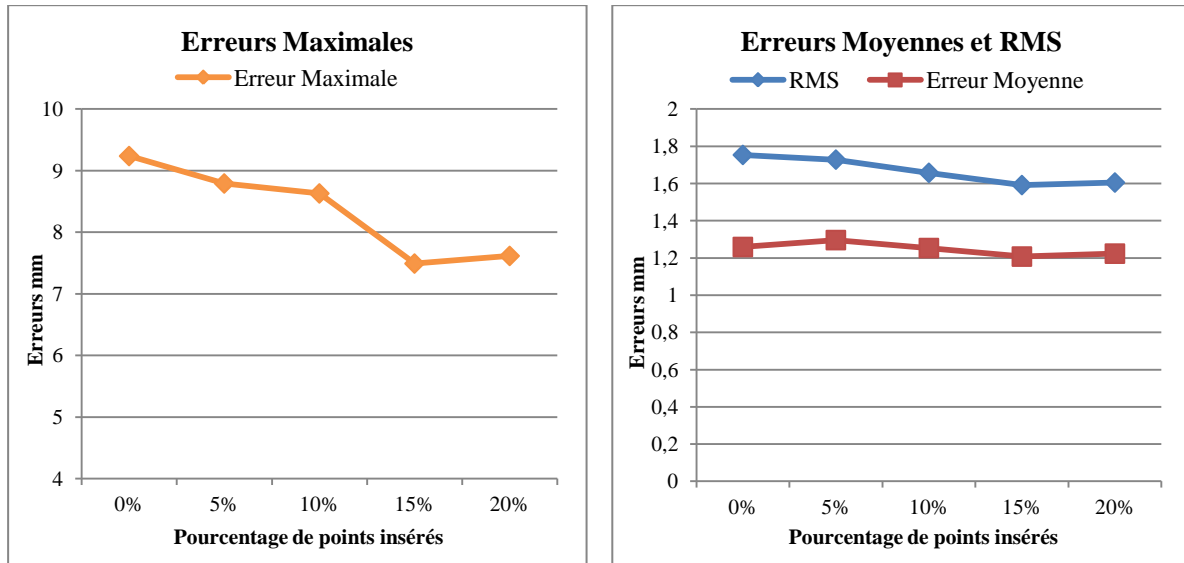 Erreurs Maximales
Erreur Maximale
10
9
8
7
6
5
4
Erreurs mm
0% 5% 10% 15% 20%
Pourcentage de points insérés
Erreurs Moyennes et RMS
RMS Erreur Moyenne
2
1,8
1,6
1,4
1,2
1
0,8
0,6
0,4
0,2
0
Erreurs mm
0% 5% 10% 15% 20%
Pourcentage de points insérés